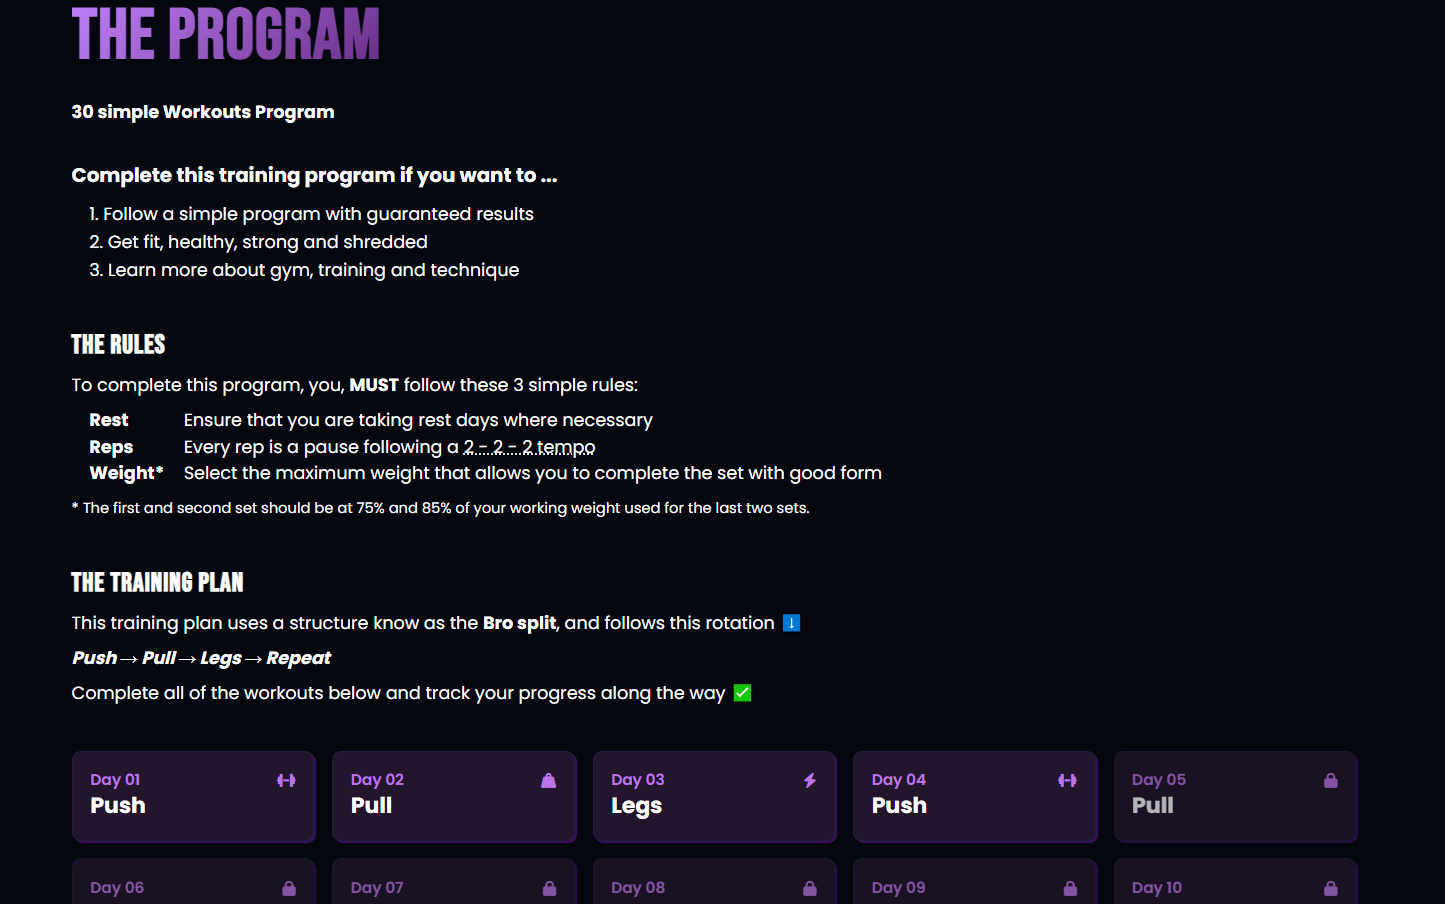 THE PROGRAM
30 simple Workouts Program
Complete this training program if you want to ...
1. Follow a simple program with guaranteed results
2. Get fit, healthy, strong and shredded
3. Learn more about gym, training and technique
THE RULES
To complete this program, you, MUST follow these 3 simple rules:
Rest Ensure that you are taking rest days where necessary
Reps Every rep is a pause following a 2 - 2 - 2 tempo
Weight* Select the maximum weight that allows you to complete the set with good form
* The first and second set should be at 75% and 85% of your working weight used for the last two sets.
THE TRAINING PLAN
This training plan uses a structure know as the Bro split, and follows this rotation ⬇️
Push → Pull → Legs → Repeat
Complete all of the workouts below and track your progress along the way ✅
Day 01
Push
Day 02
Pull
Day 03
Legs
Day 04
Push
Day 05
Pull
Day 06
Day 07
Day 08
Day 09
Day 10